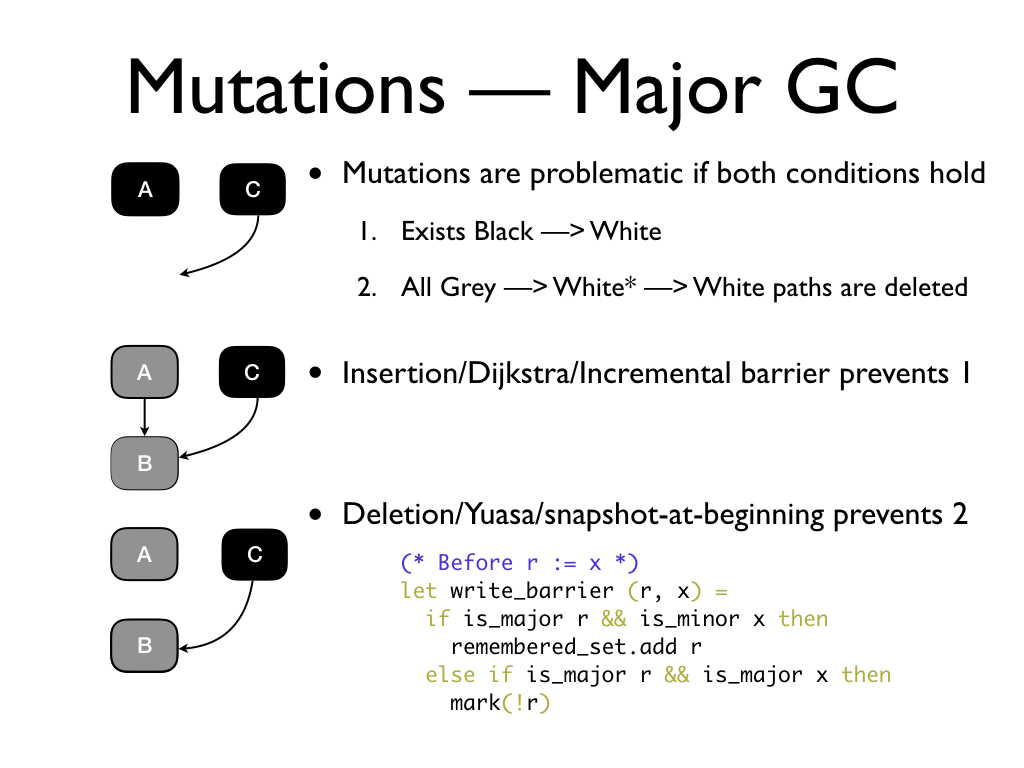 Mutations — Major GC
A
C
• Mutations are problematic if both conditions hold
1. Exists Black —> White
2. All Grey —> White* —> White paths are deleted
A
C
• Insertion/Dijkstra/Incremental barrier prevents 1
B
• Deletion/Yuasa/snapshot-at-beginning prevents 2
A
C
B
(* Before r := x *)
let write_barrier (r, x) =
  if is_major r && is_minor x then
    remembered_set.add r
  else if is_major r && is_major x then
    mark(!r)